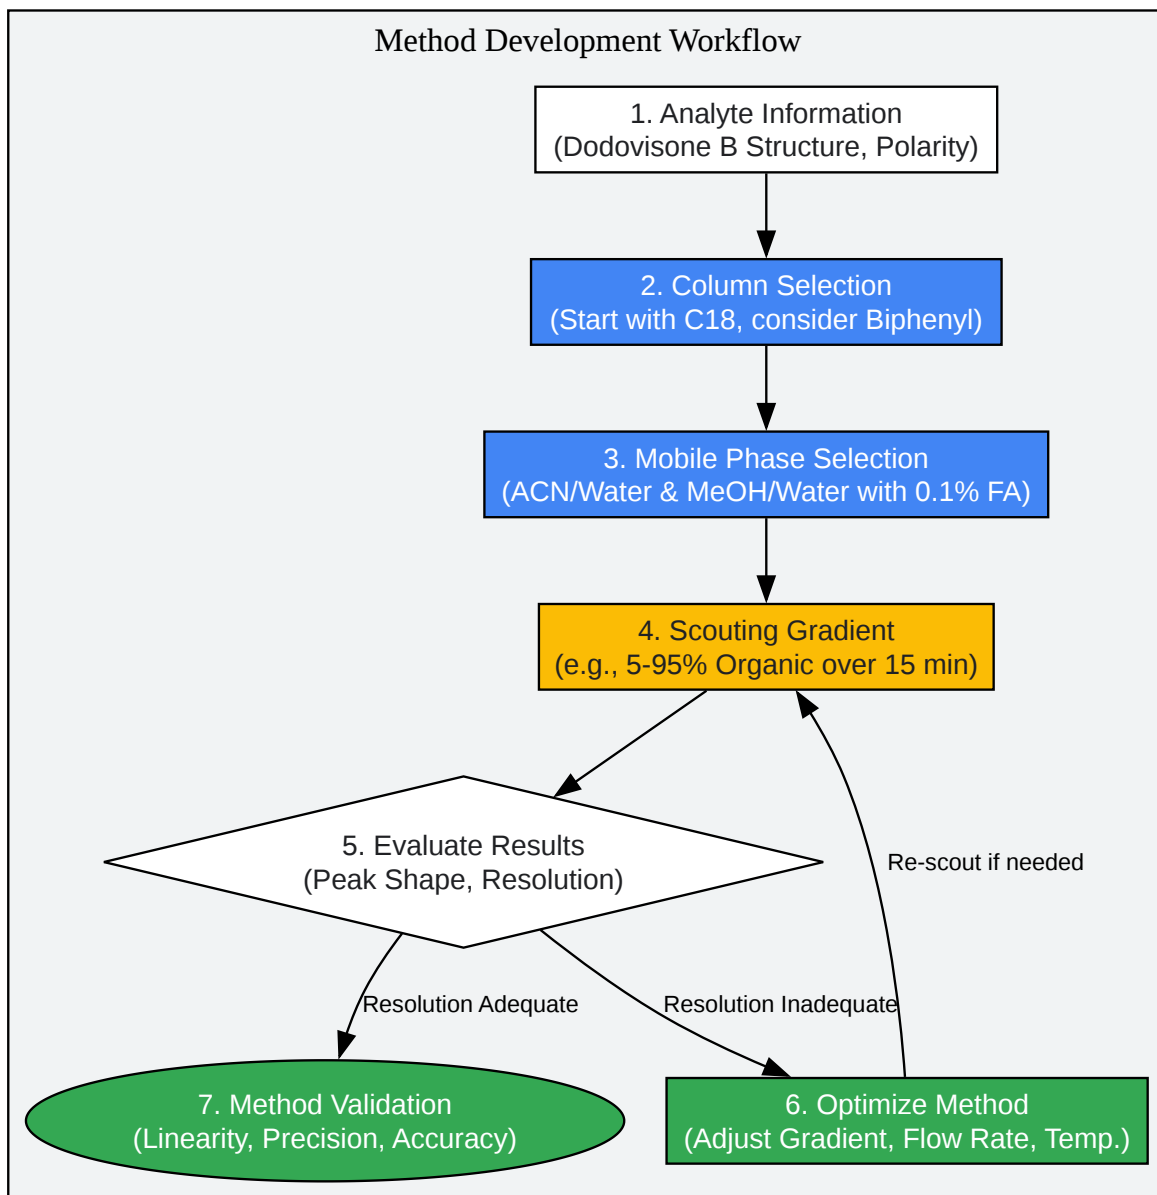 Method Development Workflow
1. Analyte Information
(Dodovisone B Structure, Polarity)
2. Column Selection
(Start with C18, consider Biphenyl)
3. Mobile Phase Selection
(ACN/Water & MeOH/Water with 0.1% FA)
4. Scouting Gradient
(e.g., 5-95% Organic over 15 min)
5. Evaluate Results
(Peak Shape, Resolution)
Re-scout if needed
Resolution Adequate
Resolution Inadequate
7. Method Validation
(Linearity, Precision, Accuracy)
6. Optimize Method
(Adjust Gradient, Flow Rate, Temp.)